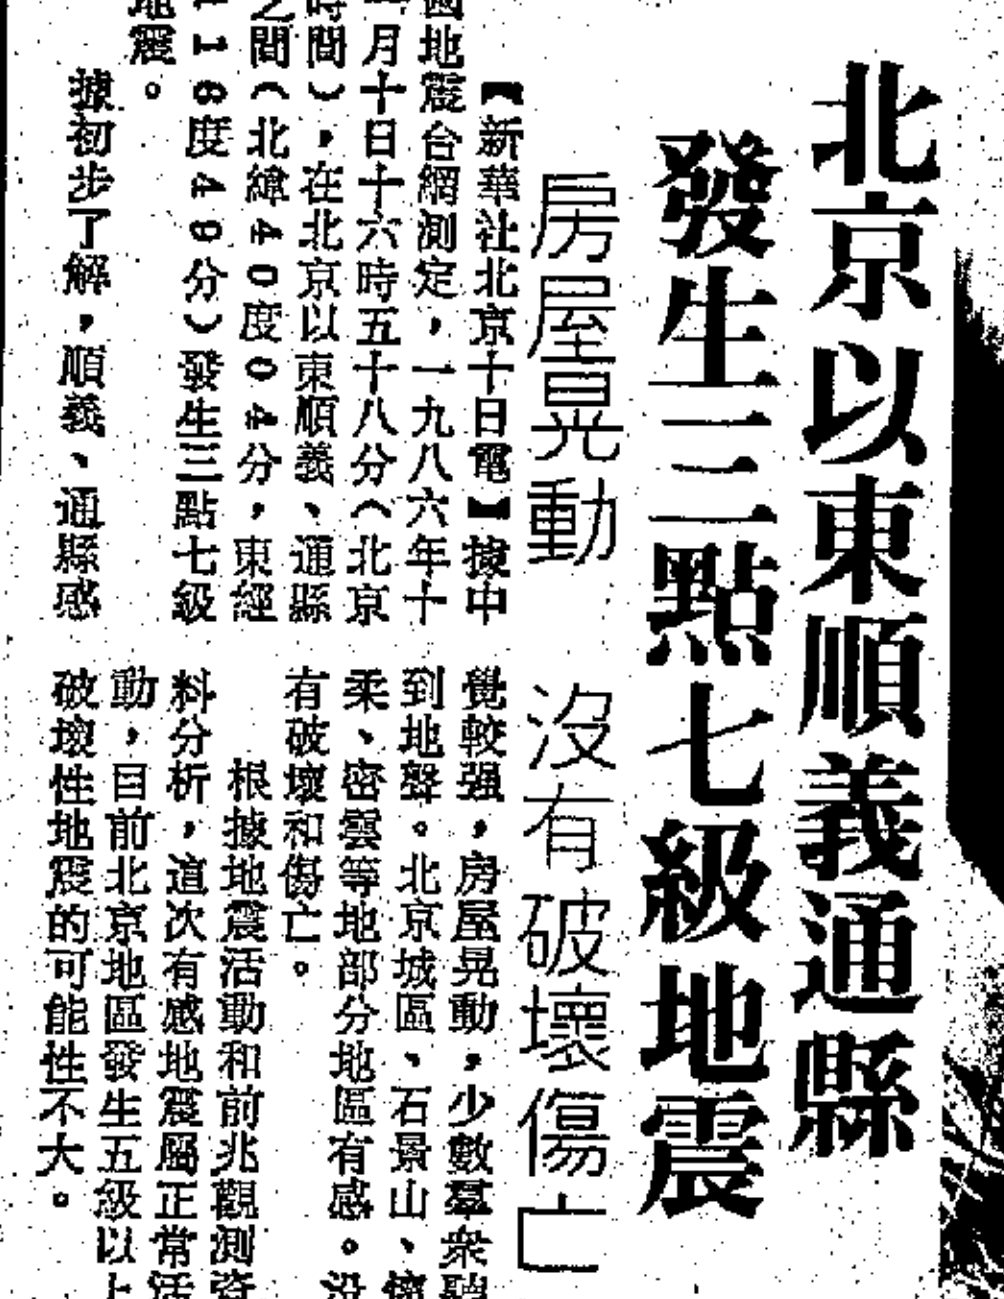 北京以東順義通縣
發生三點七級地震
房屋晃動　沒有破壞傷亡
【新華社北京十日電】據中
國地震台網測定，一九八六年十
月十日十六時五十八分（北京
時間），在北京以東順義、通縣
之間（北緯40度04分，東經
116度49分）發生三點七級
地震。
據初步了解，順義、通縣感
覺較强，房屋晃動，少數羣衆聽
到地聲。北京城區、石景山、懷
柔、密雲等地部分地區有感。沒
有破壞和傷亡。
根據地震活動和前兆觀測資
料分析，這次有感地震屬正常活
動，目前北京地區發生五級以上
破壞性地震的可能性不大。